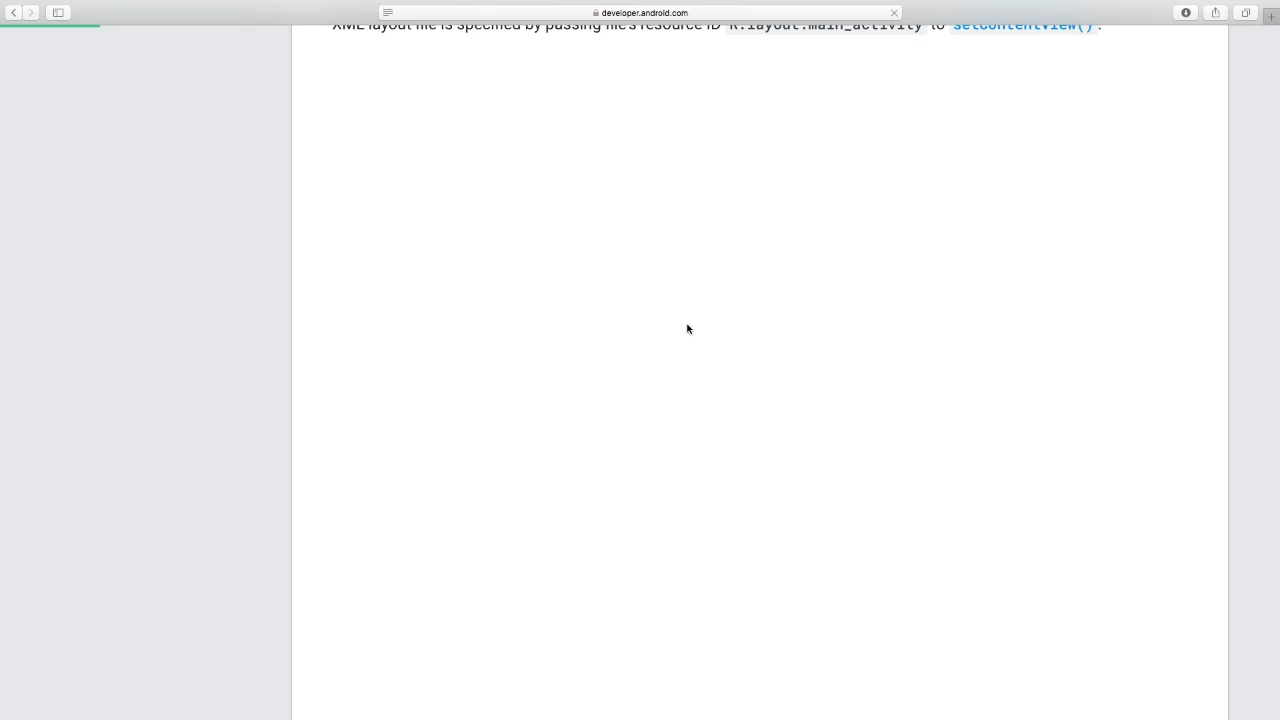 developer.android.com
XML layout file is specified by passing file's resource ID R.layout.main_activity to setContentView().